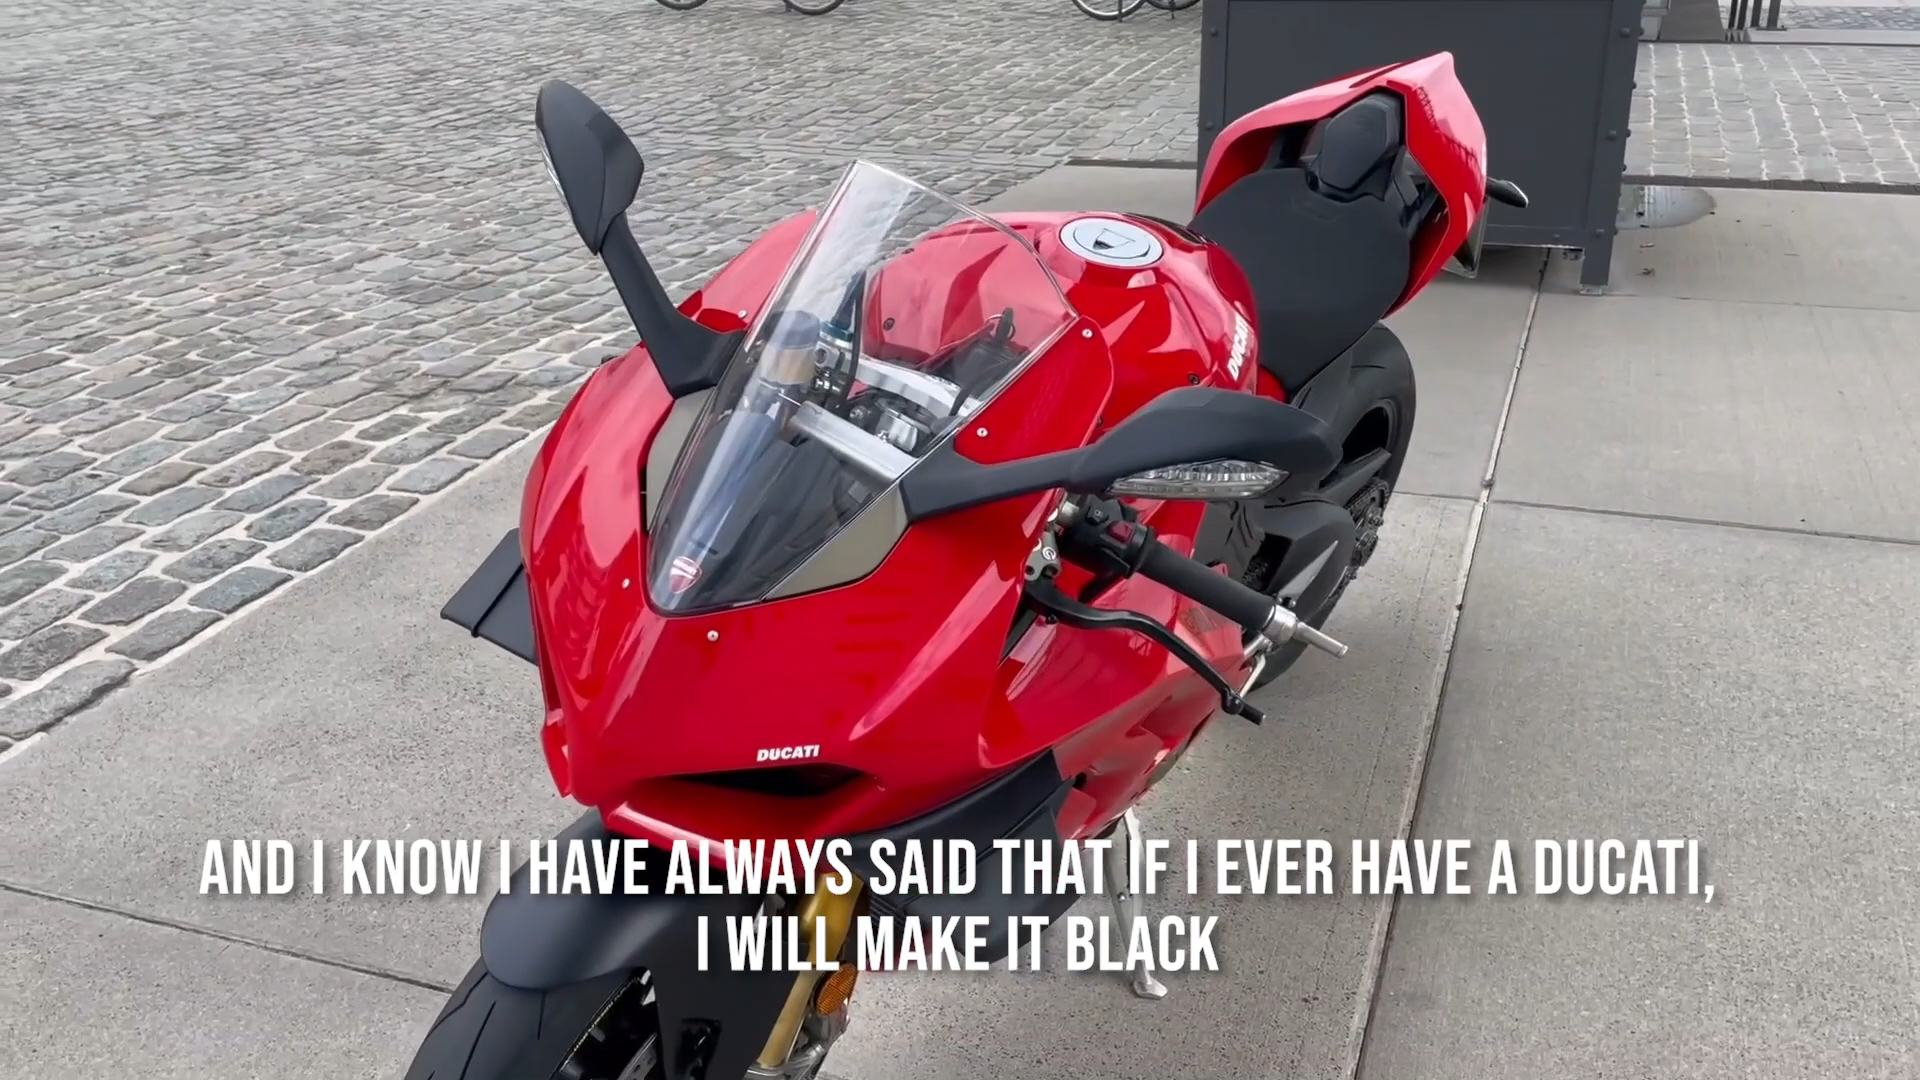 DUCATI
DUCATI
AND I KNOW I HAVE ALWAYS SAID THAT IF I EVER HAVE A DUCATI,
I WILL MAKE IT BLACK